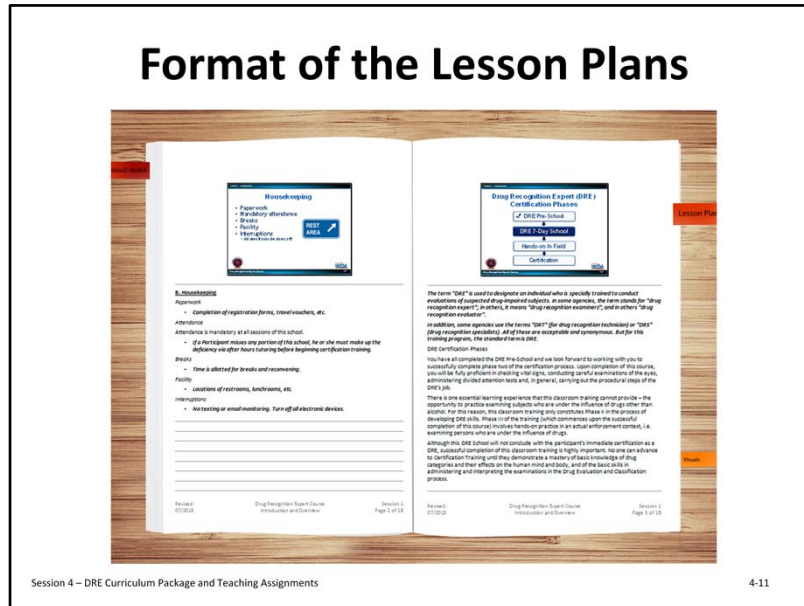 Format of the Lesson Plans
Housekeeping
• Paperwork
• Mandatory attendance
• Breaks
• Facility
• Interruptions
REST
AREA
B. Housekeeping
Paperwork
• Completion of registration forms, travel vouchers, etc.
Attendance
Attendance is mandatory at all sessions of this school.
• If a Participant misses any portion of this school, he or she must make up the
deficiency via after hours tutoring before beginning certification training.
Breaks
• Time is allotted for breaks and reconvening.
Facility
• Locations of restrooms, lunchrooms, etc.
Interruptions
• No texting or email monitoring. Turn off all electronic devices.
Revised:
07/2015
Drug Recognition Expert Course
Introduction and Overview
Session 1
Page 2 of 18
Lesson Plan
Drug Recognition Expert (DRE)
Certification Phases
✓ DRE Pre-School
DRE 7-Day School
Hands-on In Field
Certification
The term "DRE" is used to designate an individual who is specially trained to conduct
evaluations of suspected drug-impaired subjects. In some agencies, the term stands for "drug
recognition expert"; in others, it means "drug recognition examiners"; and in others "drug
recognition evaluator".
In addition, some agencies use the terms "DRT" (for drug recognition technician) or "DRS"
(drug recognition specialists). All of these are acceptable and synonymous. But for this
training program, the standard term is DRE.
DRE Certification Phases
You have all completed the DRE Pre-School and we look forward to working with you to
successfully complete phase two of the certification process. Upon completion of this course,
you will be fully proficient in checking vital signs, conducting careful examinations of the eyes,
administering divided attention tests and, in general, carrying out the procedural steps of the
DRE's job.
There is one essential learning experience that this classroom training cannot provide – the
opportunity to practice examining subjects who are under the influence of drugs other than
alcohol. For this reason, this classroom training only constitutes Phase II in the process of
developing DRE skills. Phase III of the training (which commences upon the successful
completion of this course) involves hands-on practice in an actual enforcement context, i.e.
examining persons who are under the influence of drugs.
Although this DRE School will not conclude with the participant's immediate certification as a
DRE, successful completion of this classroom training is highly important. No one can advance
to Certification Training until they demonstrate a mastery of basic knowledge of drug
categories and their effects on the human mind and body, and of the basic skills in
administering and interpreting the examinations in the Drug Evaluation and Classification
process.
Visuals
Revised:
07/2015
Drug Recognition Expert Course
Introduction and Overview
Session 1
Page 3 of 18
Session 4 – DRE Curriculum Package and Teaching Assignments
4-11